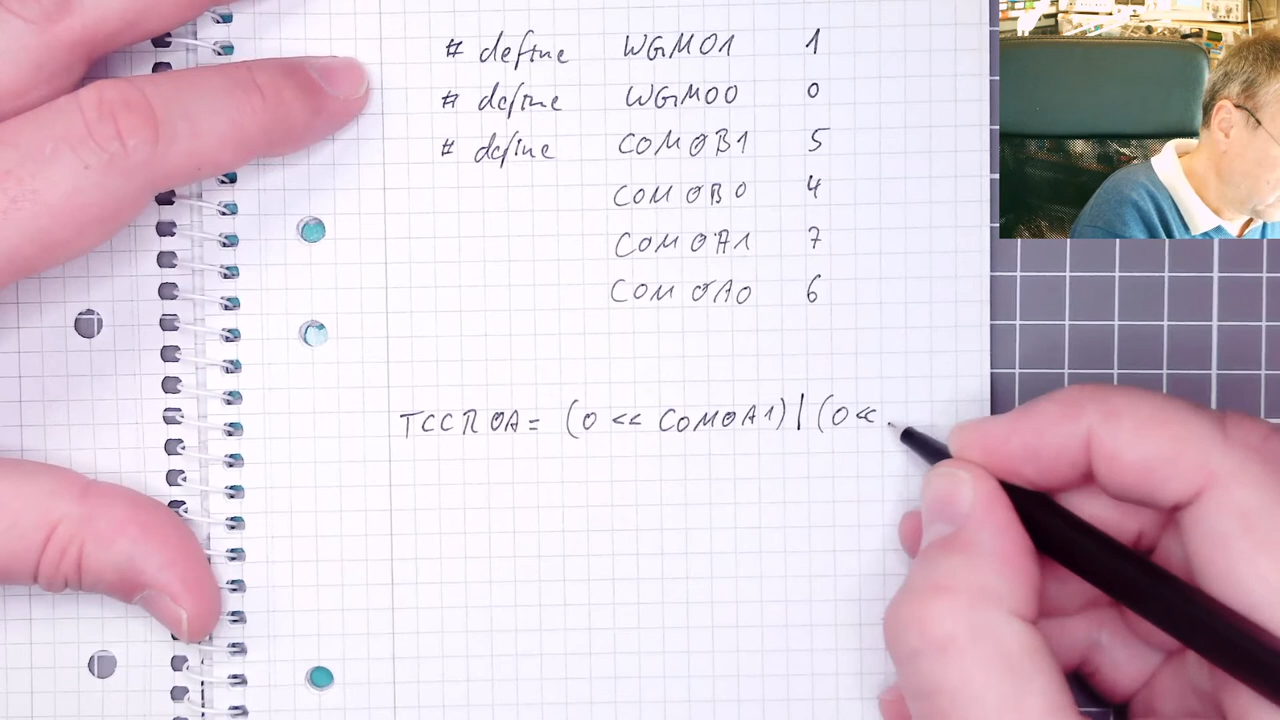 # define WGM01 1
# define WGM00 0
# define COM0B1 5
COM0B0 4
COM0A1 7
COM0A0 6
TCCR0A = (0 << COM0A1) | (0 <<